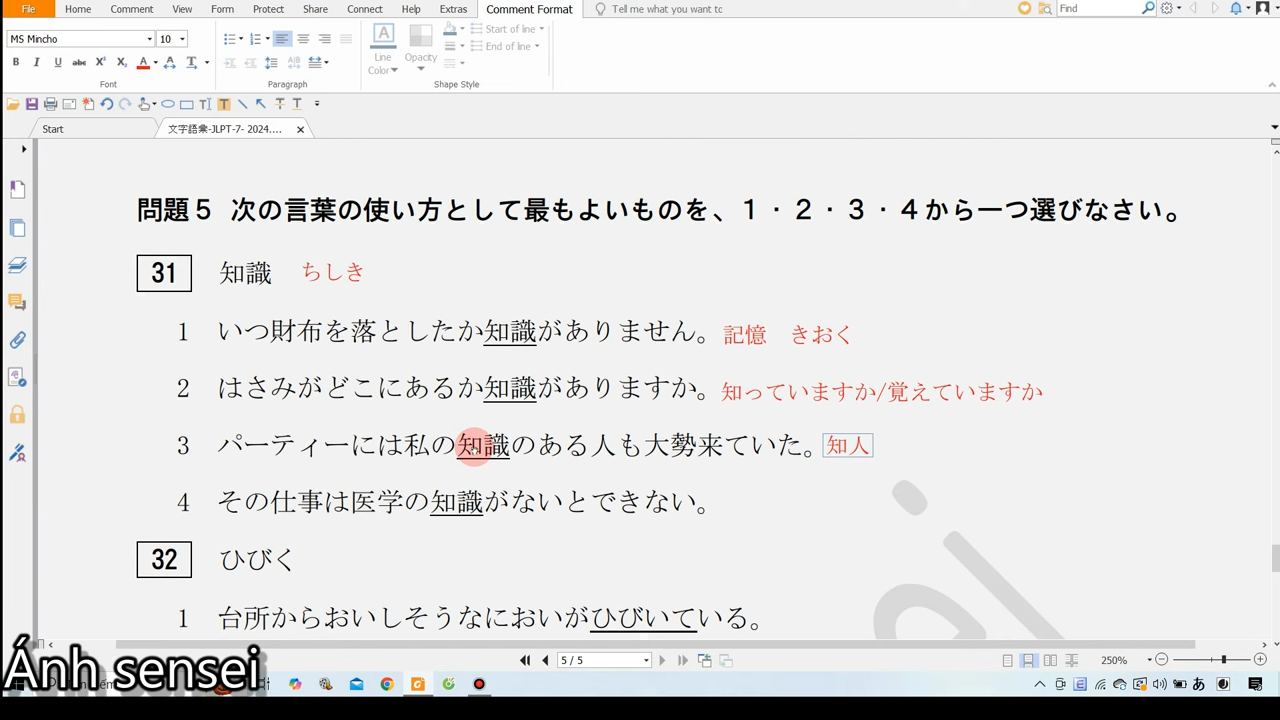 File Home Comment View Form Protect Share Connect Help Extras Comment Format Tell me what you want tc Find
MS Mincho 10 Line Color Opacity Start of line End of line
Font Paragraph Shape Style
Start 文字語彙-JLPT-7- 2024....
問題５ 次の言葉の使い方として最もよいものを、１・２・３・４から一つ選びなさい。
31 知識 ちしき
1 いつ財布を落としたか知識がありません。 記憶 きおく
2 はさみがどこにあるか知識がありますか。 知っていますか/覚えていますか
3 パーティーには私の知識のある人も大勢来ていた。 知人
4 その仕事は医学の知識がないとできない。
32 ひびく
1 台所からおいしそうなにおいがひびいている。
Ánh sensei
5 / 5 250%